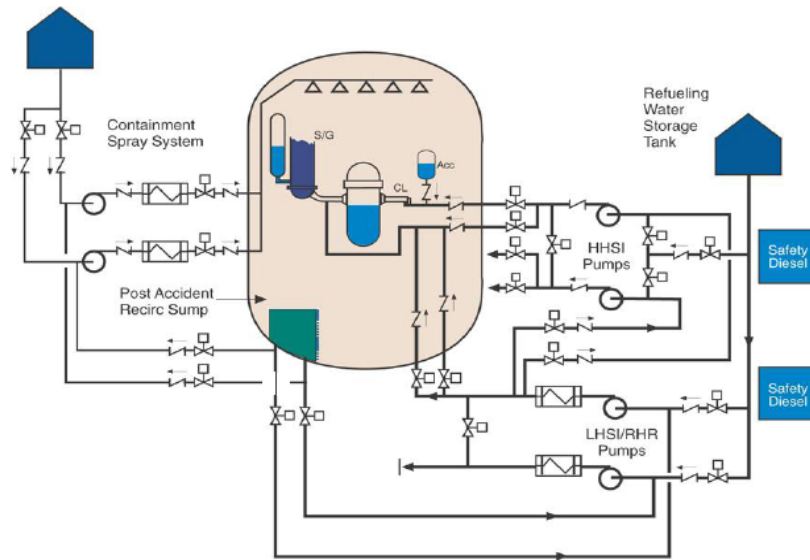 Containment
Spray System
S/G
Acc
CL
Refueling
Water
Storage
Tank
HHSI
Pumps
Safety
Diesel
Post Accident
Recirc Sump
Safety
Diesel
LHSI/RHR
Pumps